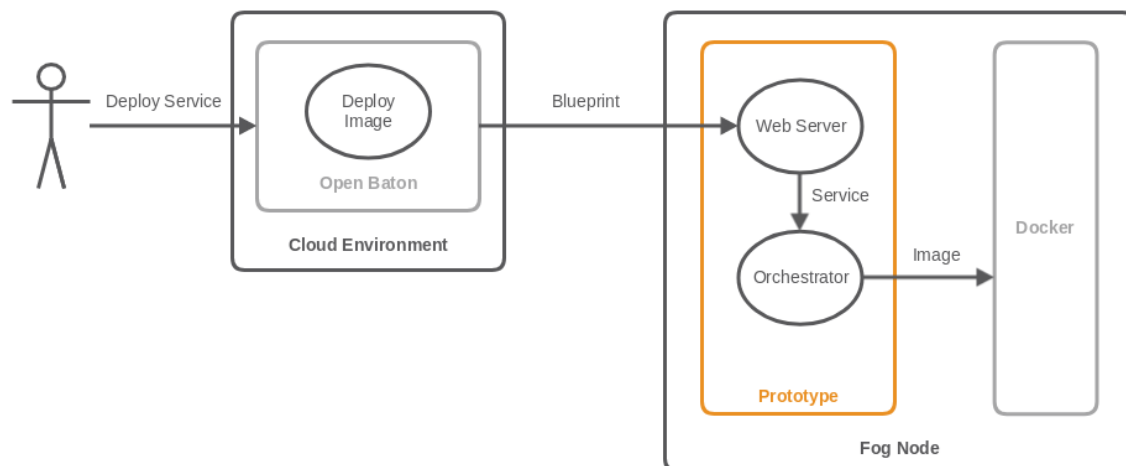 Deploy Service
Deploy
Image
Open Baton
Cloud Environment
Blueprint
Web Server
Service
Orchestrator
Image
Docker
Prototype
Fog Node